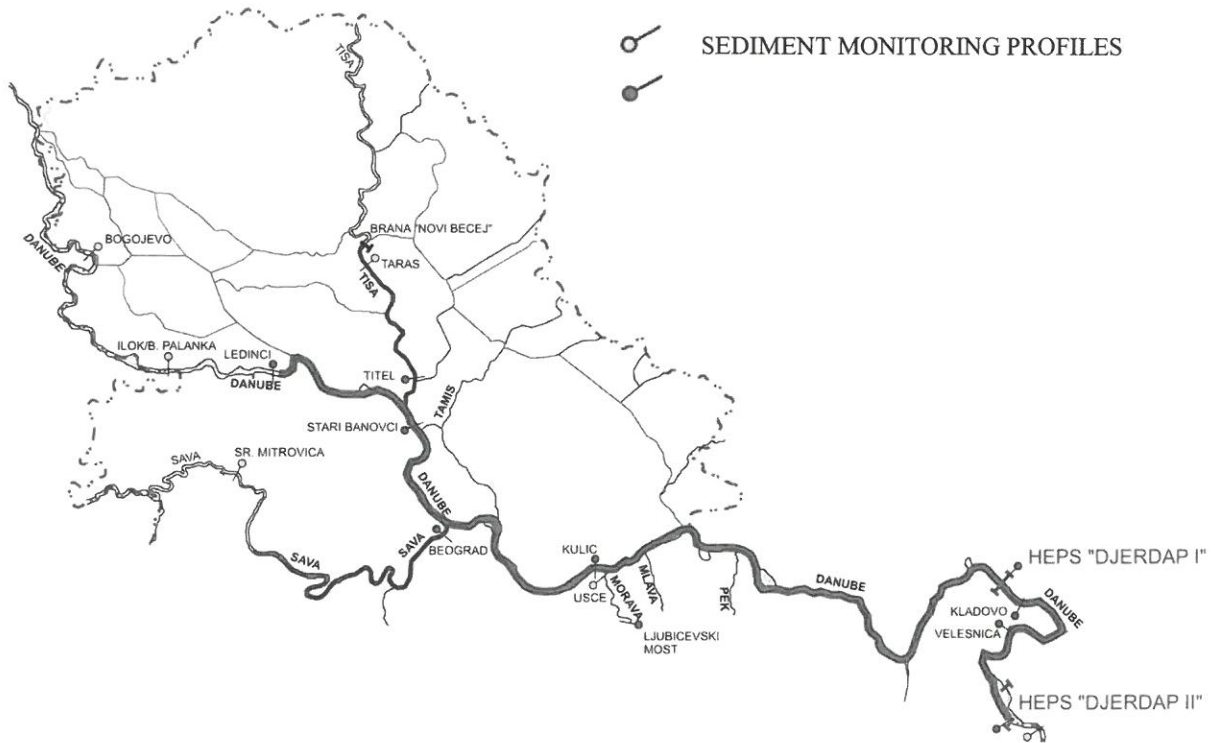 SEDIMENT MONITORING PROFILES
TISA
BRANA "NOVI BECEJ"
BOGOJEVO
DANUBE
TARAS
TISA
ILOK/B. PALANKA
LEDINCI
DANUBE
TITEL
TAMIS
STARI BANOVCI
SAVA
SR. MITROVICA
DANUBE
SAVA
SAVA
BEOGRAD
KULIC
USCE
MORAVA
MLAVA
PEK
LJUBICEVSKI
MOST
DANUBE
HEPS "DJERDAP I"
DANUBE
KLADOVO
VELESNICA
HEPS "DJERDAP II"